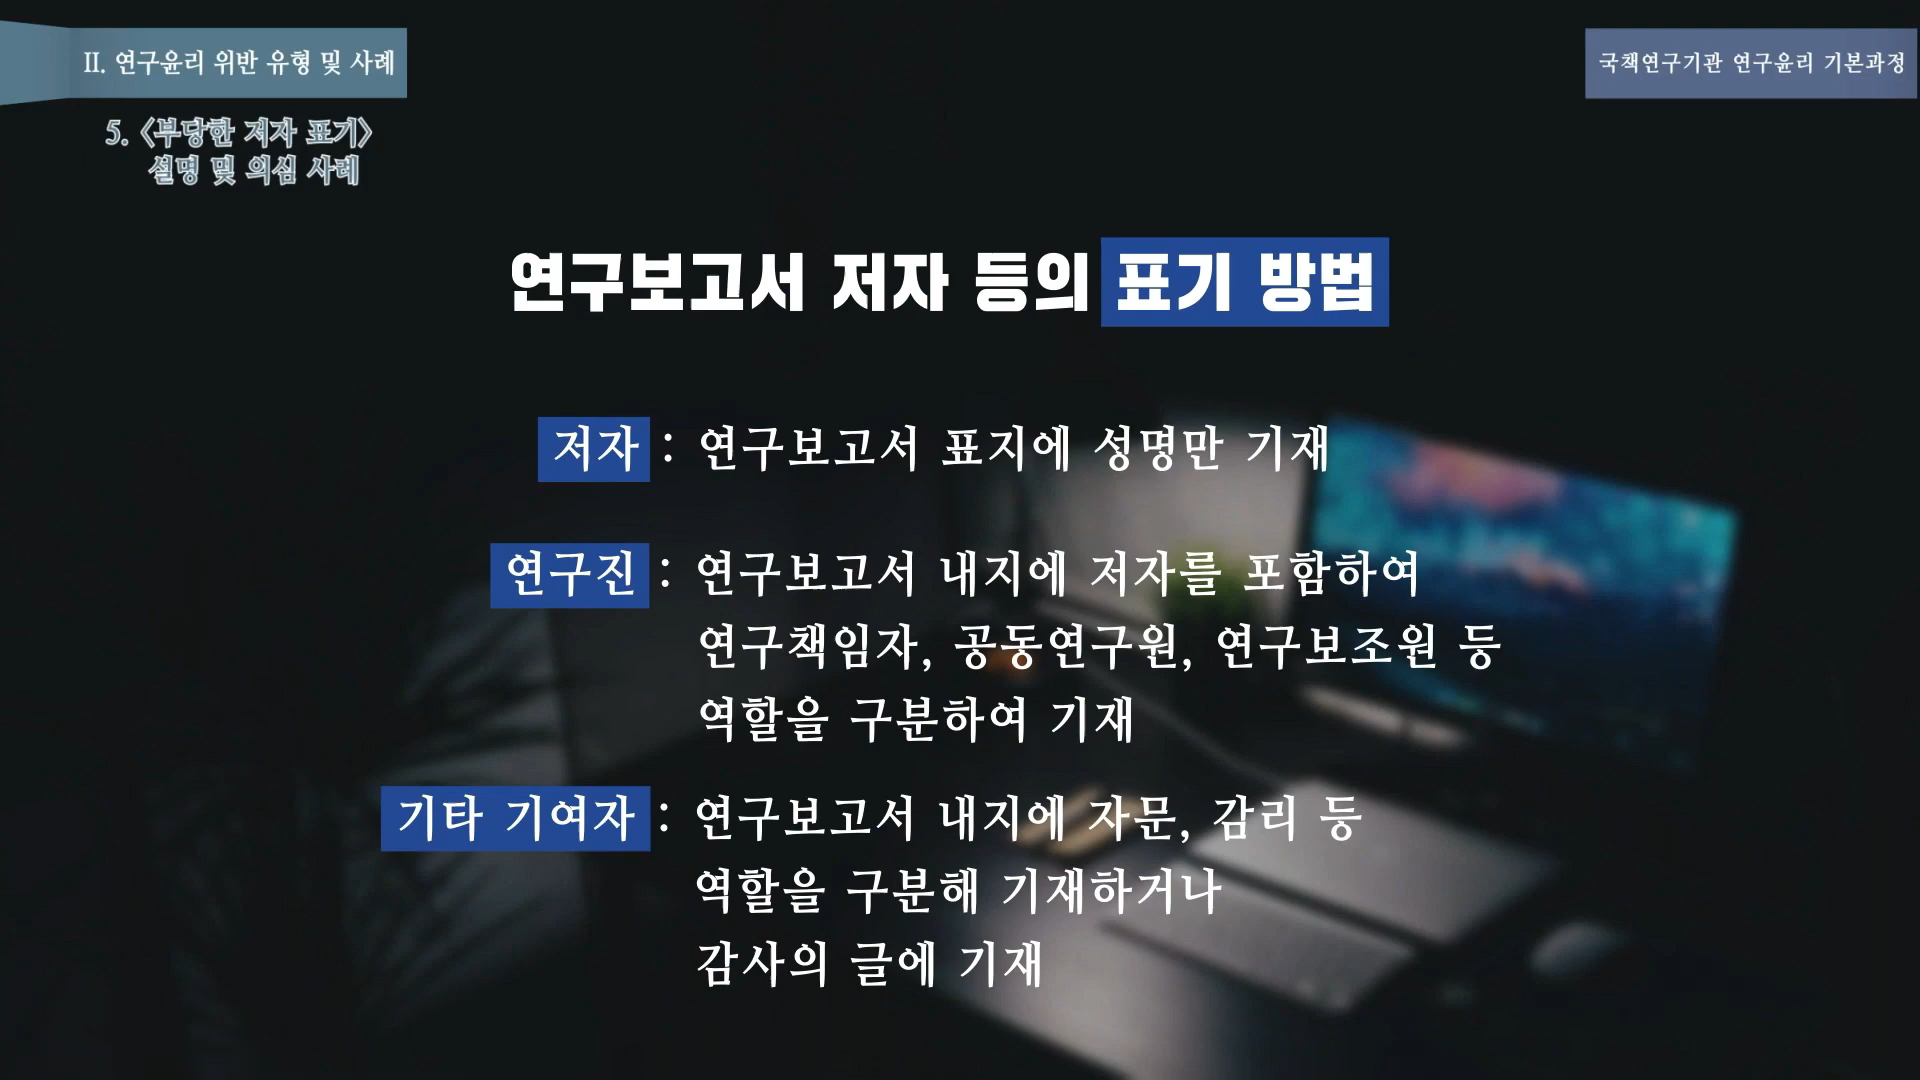 II. 연구윤리 위반 유형 및 사례
국책연구기관 연구윤리 기본과정
5. <부당한 저자 표기>
설명 및 의심 사례
연구보고서 저자 등의 표기 방법
저자 : 연구보고서 표지에 성명만 기재
연구진 : 연구보고서 내지에 저자를 포함하여
연구책임자, 공동연구원, 연구보조원 등
역할을 구분하여 기재
기타 기여자 : 연구보고서 내지에 자문, 감리 등
역할을 구분해 기재하거나
감사의 글에 기재